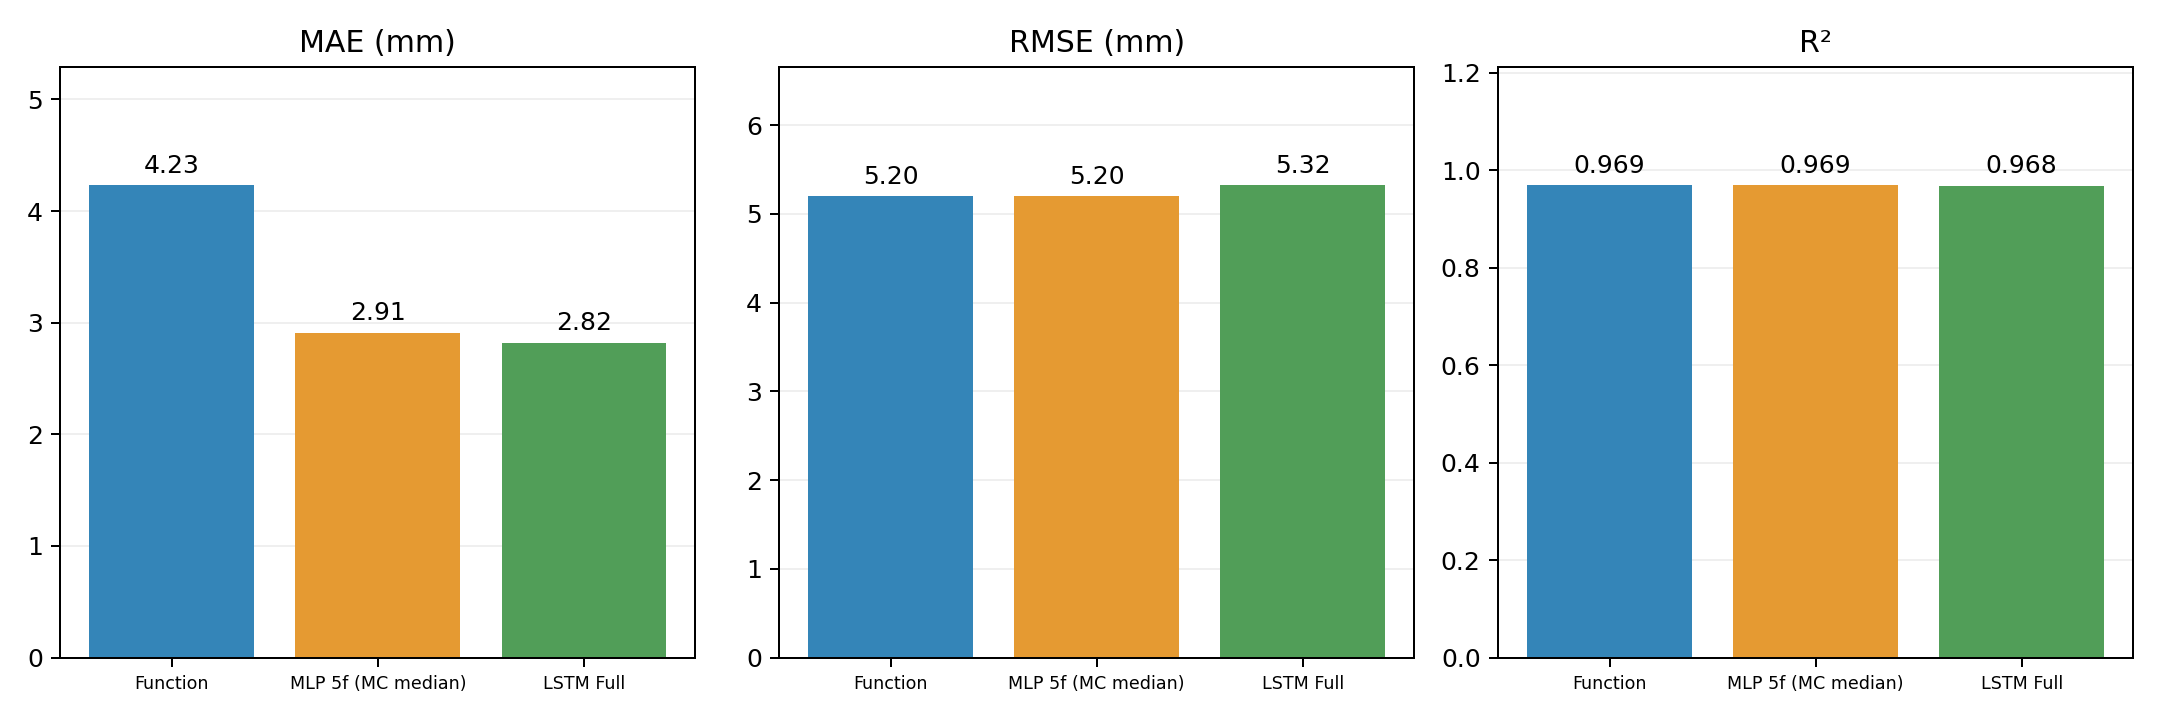 MAE (mm)
5
4
3
2
1
0
4.23
2.91
2.82
Function
MLP 5f (MC median)
LSTM Full
RMSE (mm)
6
5
4
3
2
1
0
5.20
5.20
5.32
Function
MLP 5f (MC median)
LSTM Full
R²
1.2
1.0
0.8
0.6
0.4
0.2
0.0
0.969
0.969
0.968
Function
MLP 5f (MC median)
LSTM Full